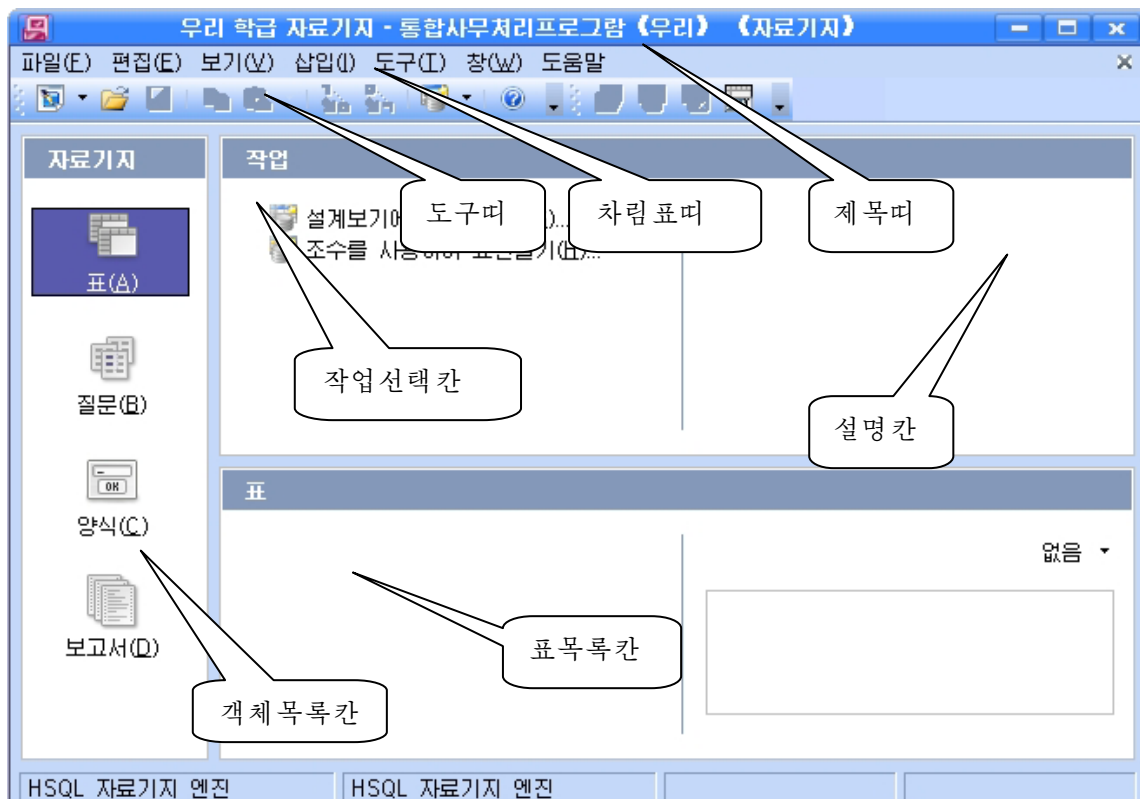 우리 학급 자료기지 - 통합사무처리프로그람《우리》 《자료기지》
파일(F) 편집(E) 보기(V) 삽입(I) 도구(T) 창(W) 도움말
자료기지
작업
설계보기에
조수를 사용하여 표만들기(H)...
도구띠
차림표띠
제목띠
작업선택칸
설명칸
표(A)
질문(B)
양식(C)
보고서(D)
표
없음
표목록칸
객체목록칸
HSQL 자료기지 엔진
HSQL 자료기지 엔진